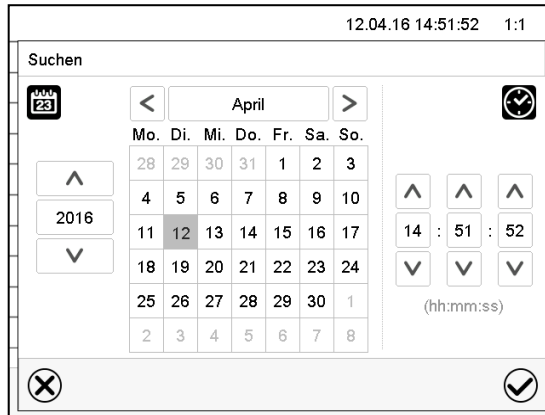 12.04.16 14:51:52 1:1
Suchen
23
< April >
Mo. Di. Mi. Do. Fr. Sa. So.
28 29 30 31 1 2 3
4 5 6 7 8 9 10
2016
11 12 13 14 15 16 17
14 : 51 : 52
18 19 20 21 22 23 24
25 26 27 28 29 30 1
(hh:mm:ss)
2 3 4 5 6 7 8